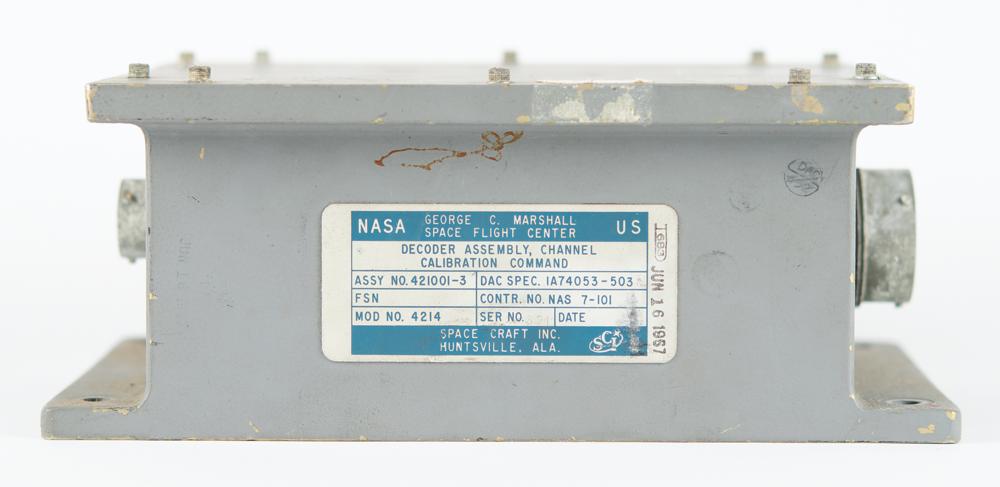 NASA GEORGE C. MARSHALL SPACE FLIGHT CENTER US
DECODER ASSEMBLY, CHANNEL
CALIBRATION COMMAND
ASSY NO. 421001-3 DAC SPEC. 1A74053-503
FSN CONTR. NO. NAS 7-101
MOD NO. 4214 SER NO. DATE
SPACE CRAFT INC.
HUNTSVILLE, ALA.
SCI
JUN 16 1967